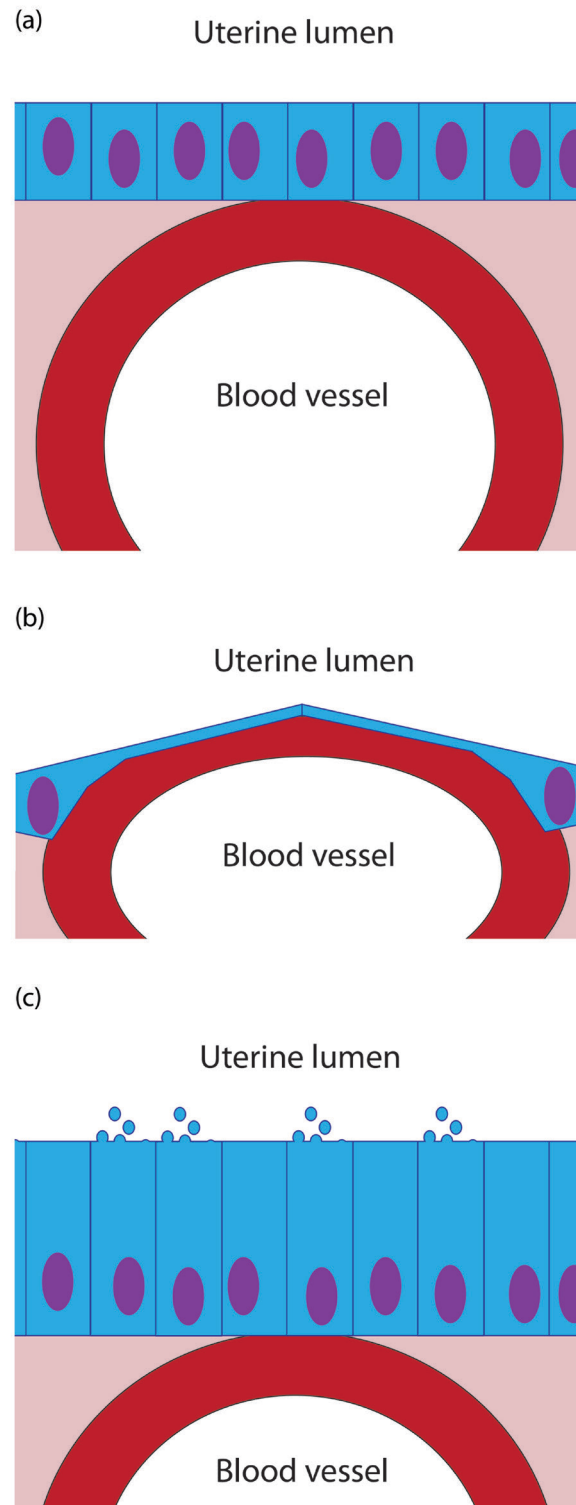 (a)
Uterine lumen
Blood vessel
(b)
Uterine lumen
Blood vessel
(c)
Uterine lumen
Blood vessel